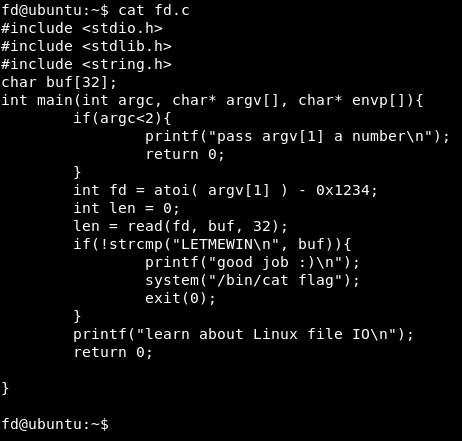 fd@ubuntu:~$ cat fd.c
#include <stdio.h>
#include <stdlib.h>
#include <string.h>
char buf[32];
int main(int argc, char* argv[], char* envp[]){
        if(argc<2){
                printf("pass argv[1] a number\n");
                return 0;
        }
        int fd = atoi( argv[1] ) - 0x1234;
        int len = 0;
        len = read(fd, buf, 32);
        if(!strcmp("LETMEWIN\n", buf)){
                printf("good job :)\n");
                system("/bin/cat flag");
                exit(0);
        }
        printf("learn about Linux file IO\n");
        return 0;

}

fd@ubuntu:~$